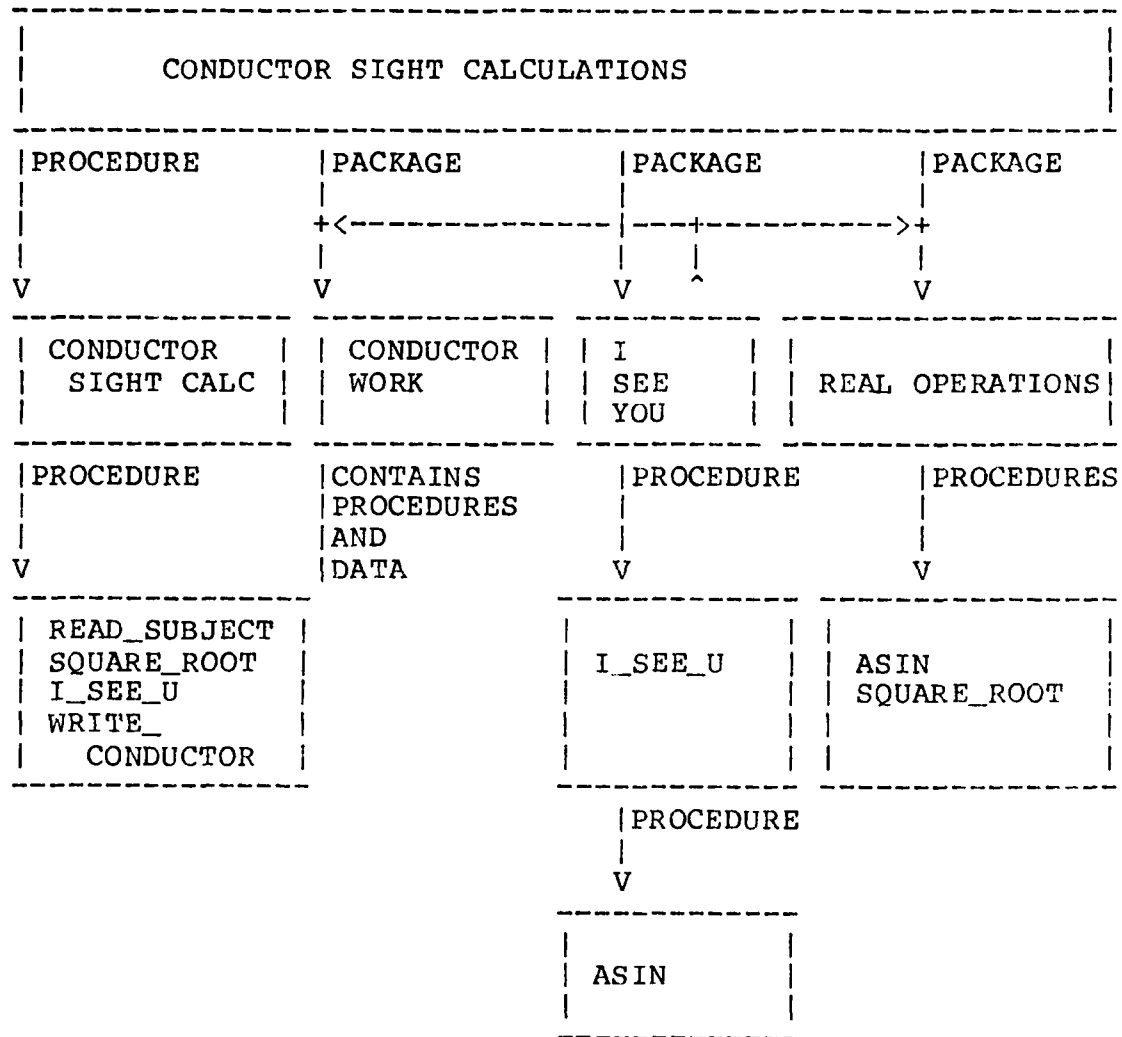 CONDUCTOR SIGHT CALCULATIONS
PROCEDURE PACKAGE PACKAGE PACKAGE
CONDUCTOR CONDUCTOR I
SIGHT CALC WORK SEE REAL OPERATIONS
YOU
PROCEDURE CONTAINS PROCEDURE PROCEDURES
PROCEDURES
AND
DATA
READ_SUBJECT
SQUARE_ROOT I_SEE_U ASIN
I_SEE_U SQUARE_ROOT
WRITE_
CONDUCTOR
PROCEDURE
ASIN